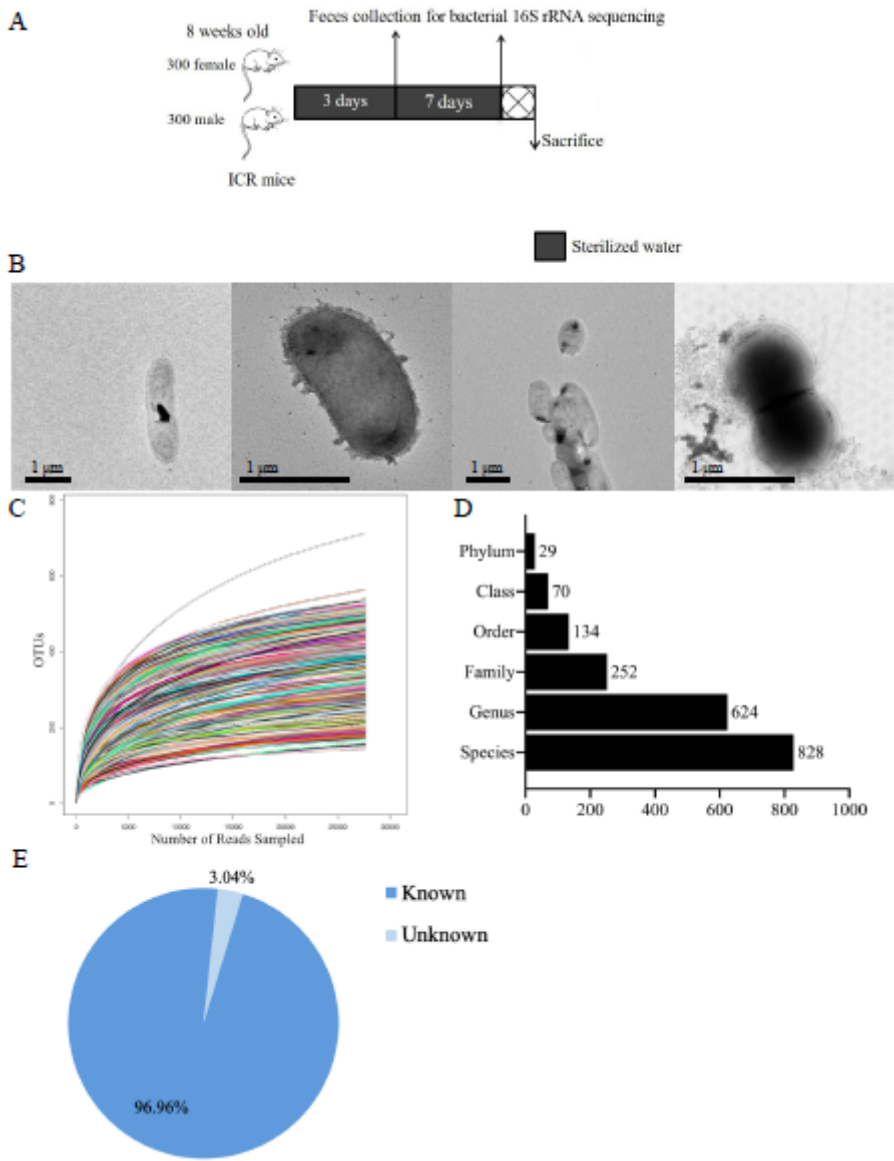 A
Feces collection for bacterial 16S rRNA sequencing
8 weeks old
300 female
3 days
7 days
300 male
Sacrifice
ICR mice
Sterilized water
B
1 μm
1 μm
1 μm
1 μm
C
OTUs
Number of Reads Sampled
D
Phylum
29
Class
70
Order
134
Family
252
Genus
624
Species
828
0
200
400
600
800
1000
E
3.04%
Known
Unknown
96.96%